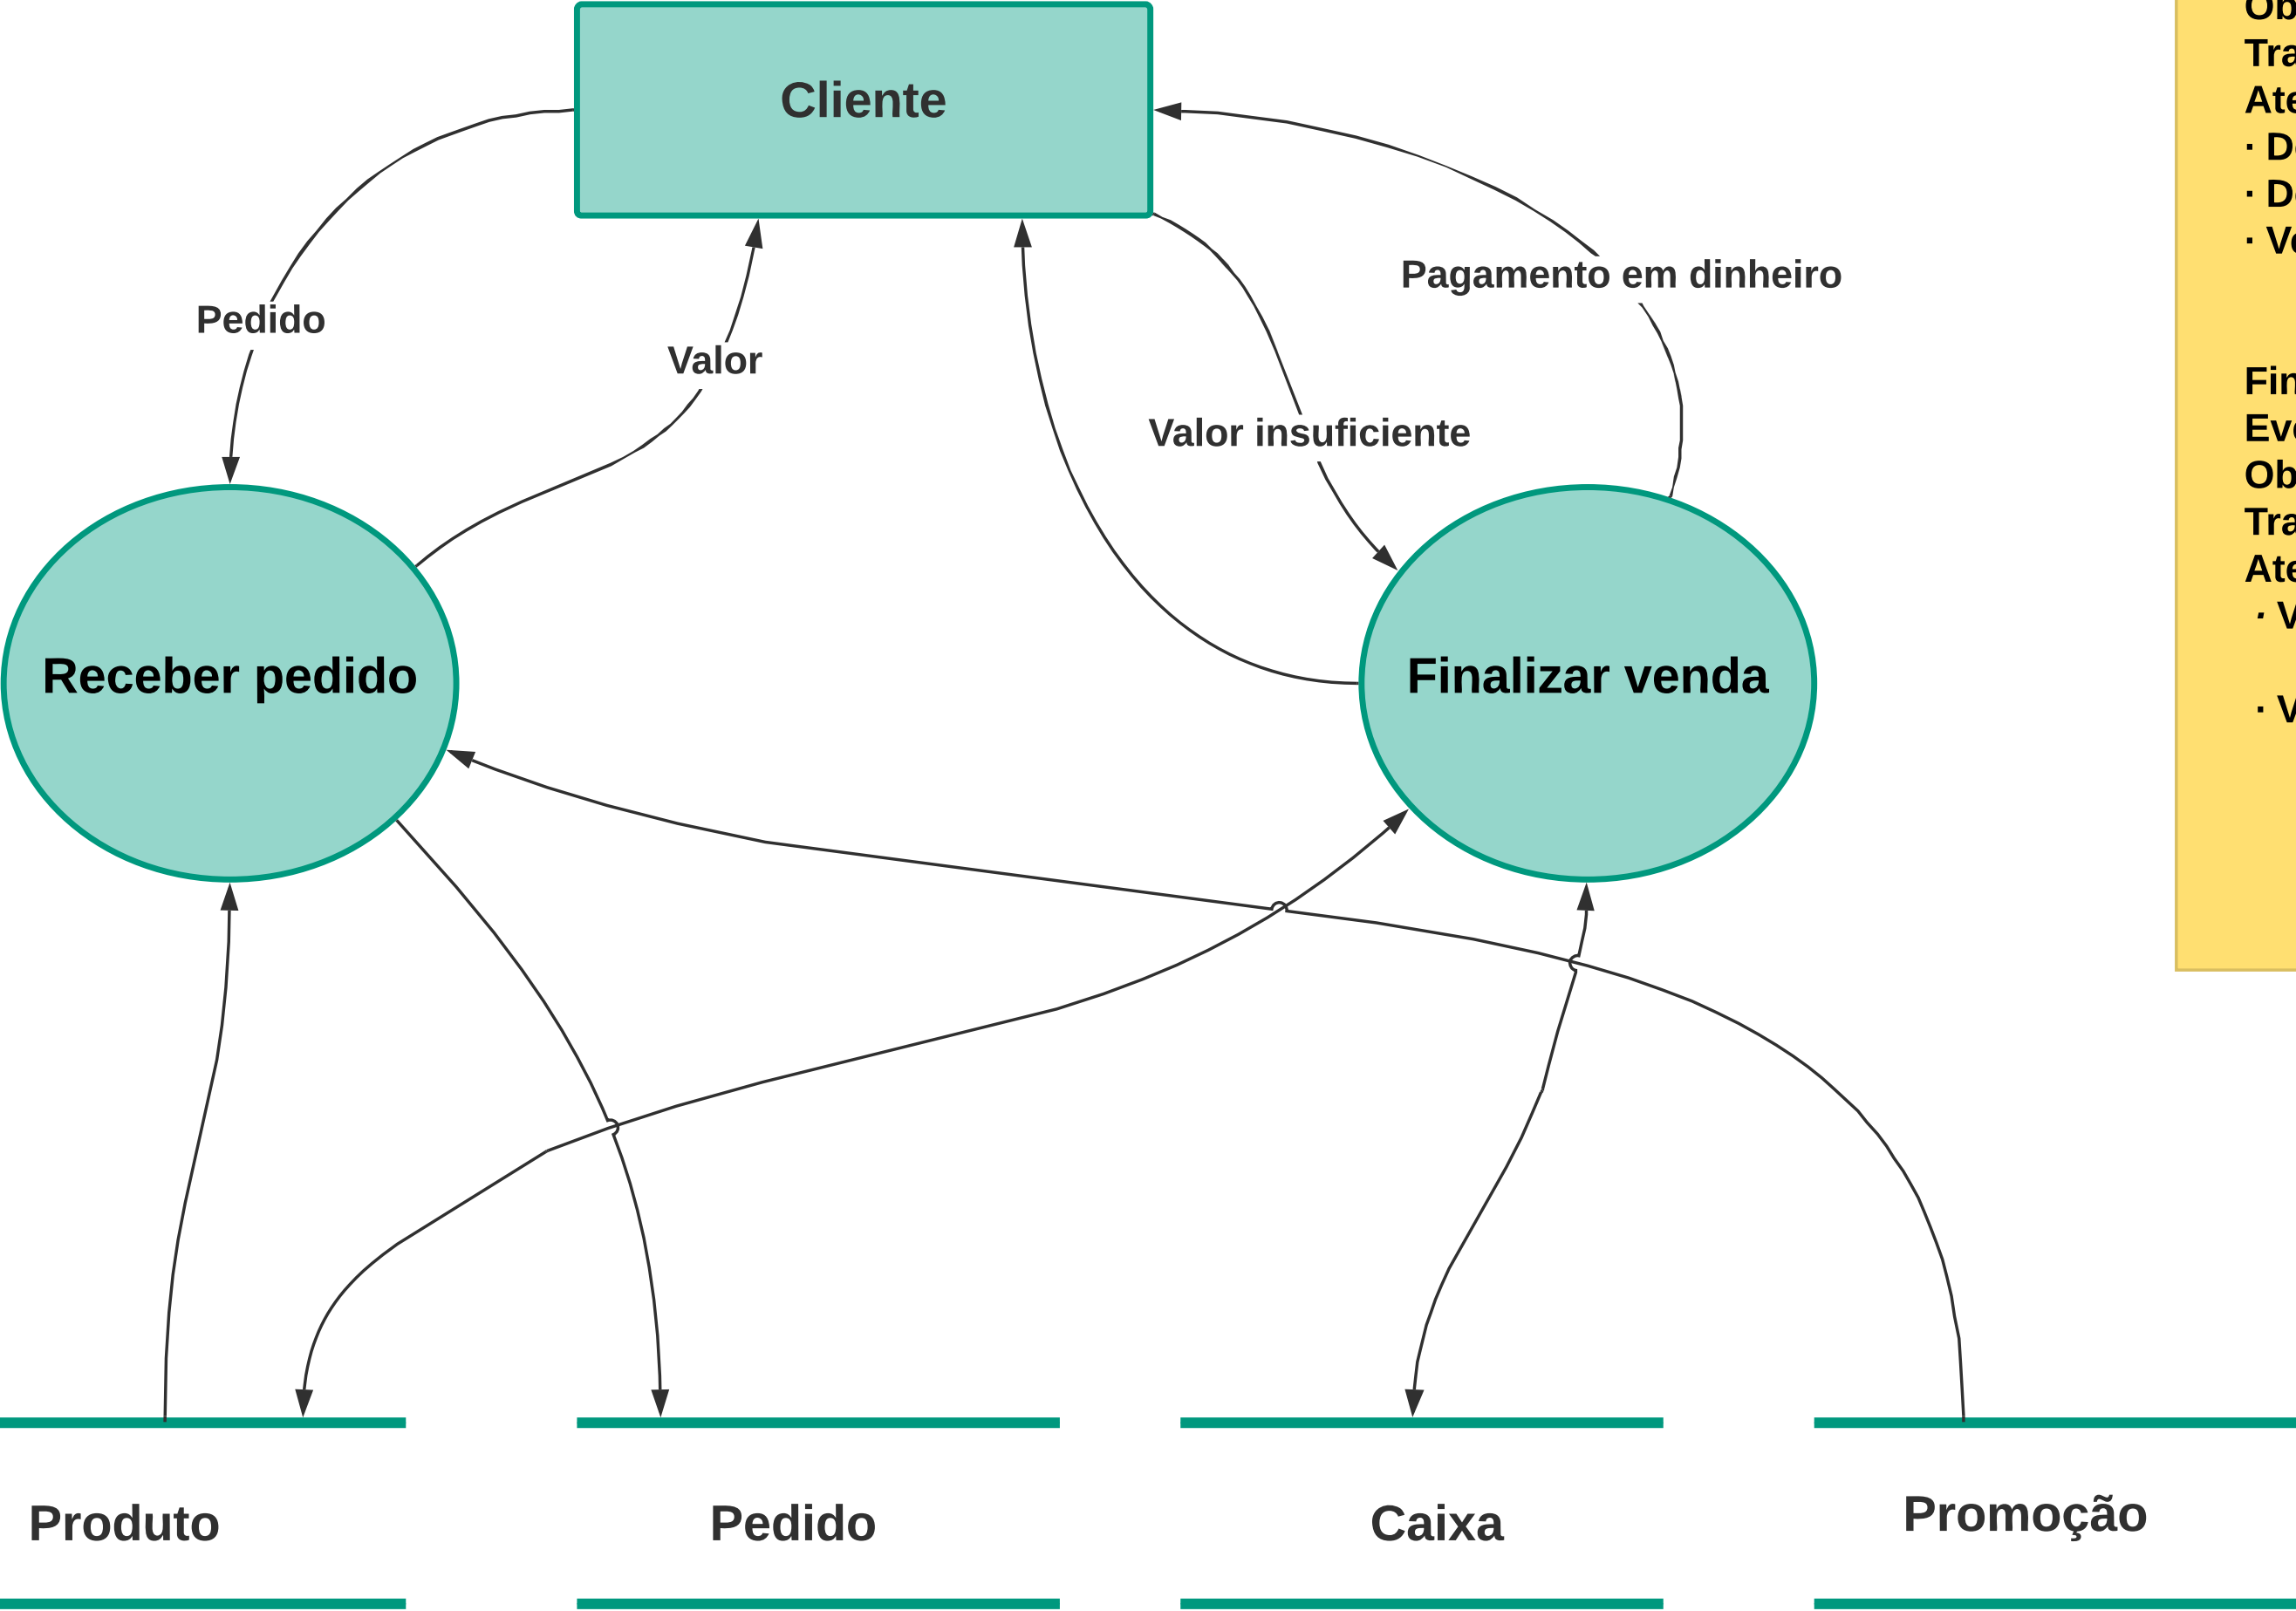 Cliente
Pedido
Valor
Valor insuficiente
Pagamento em dinheiro
Receber pedido
Finalizar venda
Produto
Pedido
Caixa
Promoção